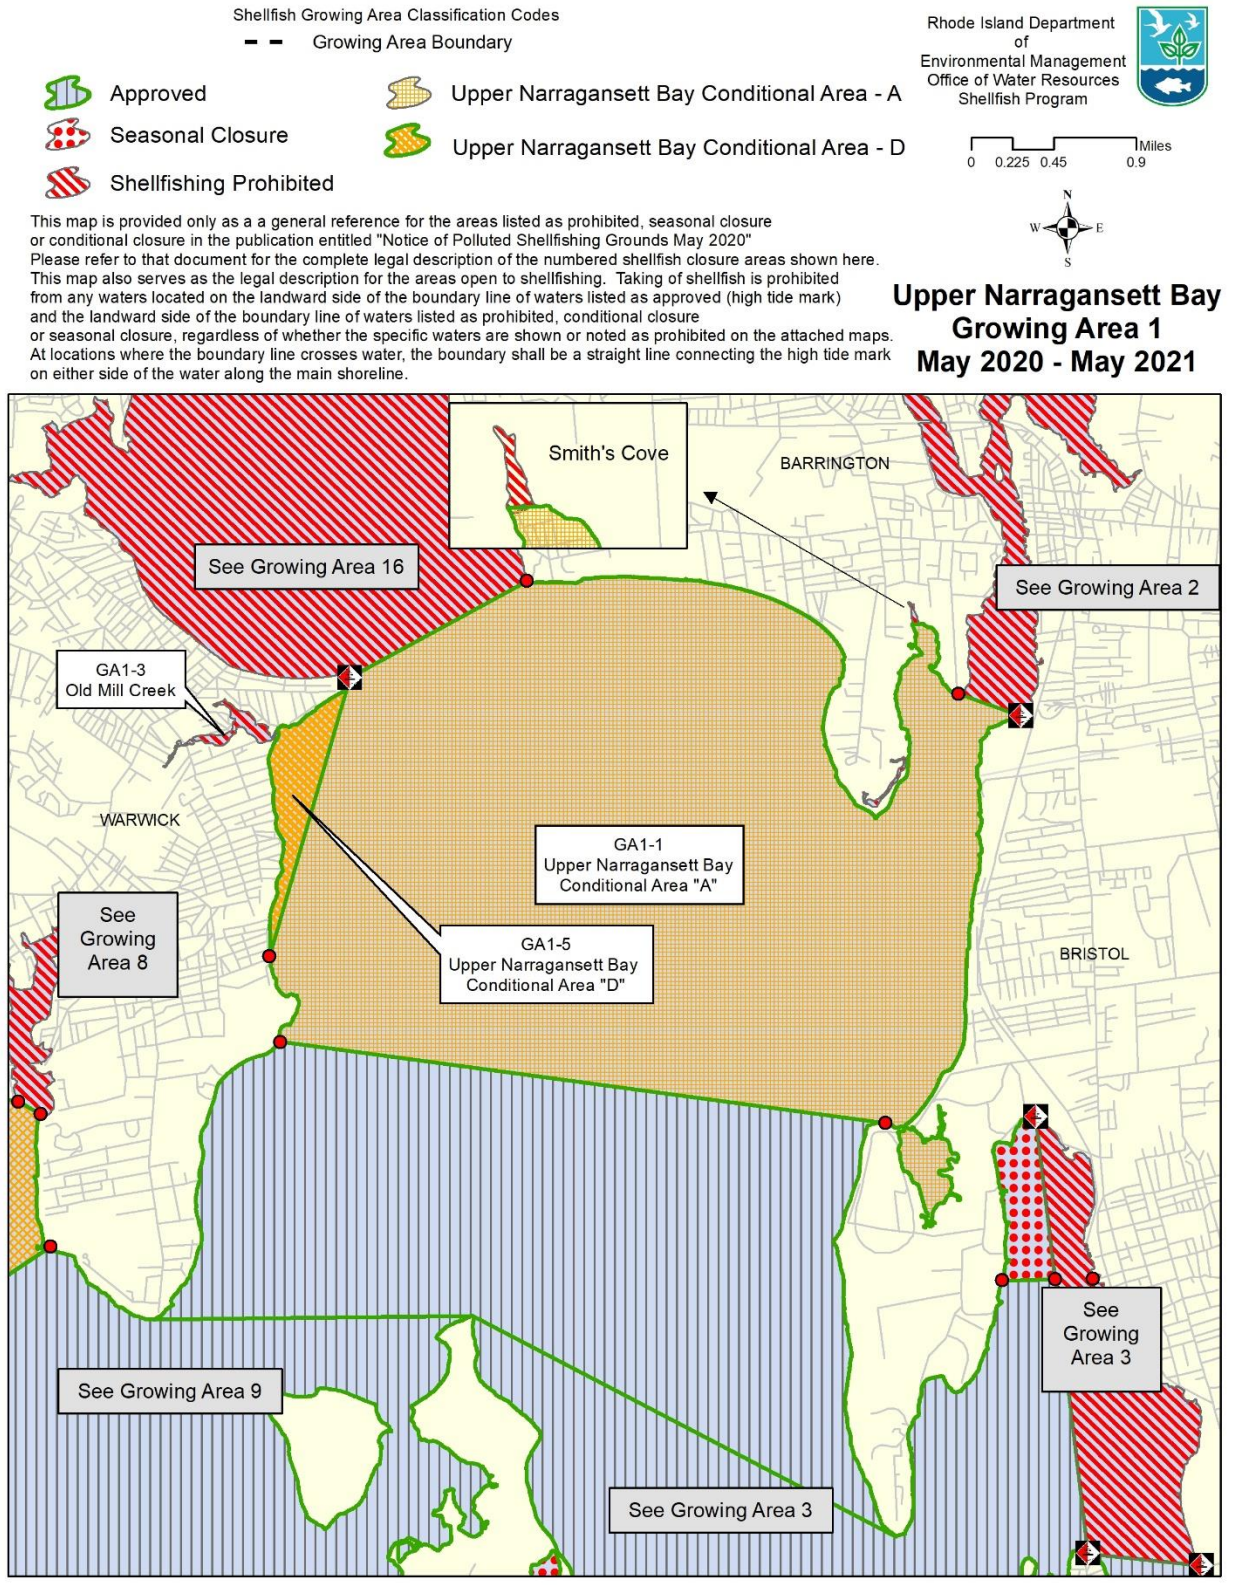 Shellfish Growing Area Classification Codes
Growing Area Boundary
Approved
Seasonal Closure
Shellfishing Prohibited
Upper Narragansett Bay Conditional Area - A
Upper Narragansett Bay Conditional Area - D
Rhode Island Department
of
Environmental Management
Office of Water Resources
Shellfish Program
Miles
0 0.225 0.45 0.9
N
W E
S
This map is provided only as a a general reference for the areas listed as prohibited, seasonal closure
or conditional closure in the publication entitled "Notice of Polluted Shellfishing Grounds May 2020"
Please refer to that document for the complete legal description of the numbered shellfish closure areas shown here.
This map also serves as the legal description for the areas open to shellfishing. Taking of shellfish is prohibited
from any waters located on the landward side of the boundary line of waters listed as approved (high tide mark)
and the landward side of the boundary line of waters listed as prohibited, conditional closure
or seasonal closure, regardless of whether the specific waters are shown or noted as prohibited on the attached maps.
At locations where the boundary line crosses water, the boundary shall be a straight line connecting the high tide mark
on either side of the water along the main shoreline.
Upper Narragansett Bay
Growing Area 1
May 2020 - May 2021
Smith's Cove
BARRINGTON
See Growing Area 16
See Growing Area 2
GA1-3
Old Mill Creek
WARWICK
GA1-1
Upper Narragansett Bay
Conditional Area "A"
See
Growing
Area 8
GA1-5
Upper Narragansett Bay
Conditional Area "D"
BRISTOL
See
Growing
Area 3
See Growing Area 9
See Growing Area 3